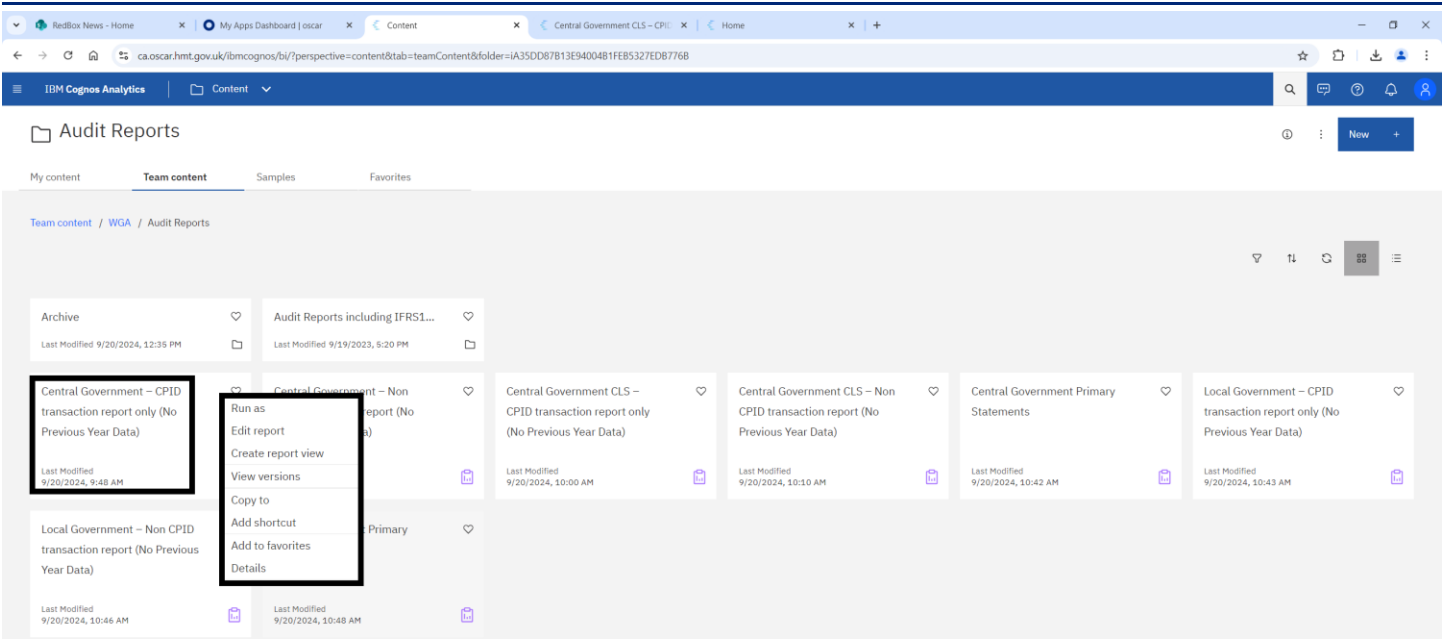 RedBox News - Home
My Apps Dashboard | oscar
Content
Central Government CLS – CPID
Home
ca.oscar.hmt.gov.uk/ibmcognos/bi/?perspective=content&tab=teamContent&folder=iA35DD87B13E94004B1FEB5327EDB776B
IBM Cognos Analytics
Content
Audit Reports
New +
My content
Team content
Samples
Favorites
Team content / WGA / Audit Reports
Archive
Last Modified 9/20/2024, 12:35 PM
Audit Reports including IFRS1...
Last Modified 9/19/2023, 5:20 PM
Central Government – CPID
transaction report only (No
Previous Year Data)
Last Modified
9/20/2024, 9:48 AM
Central Government – Non
report (No
a)
Run as
Edit report
Create report view
View versions
Copy to
Add shortcut
Add to favorites
Details
Central Government CLS –
CPID transaction report only
(No Previous Year Data)
Last Modified
9/20/2024, 10:00 AM
Central Government CLS – Non
CPID transaction report (No
Previous Year Data)
Last Modified
9/20/2024, 10:10 AM
Central Government Primary
Statements
Last Modified
9/20/2024, 10:42 AM
Local Government – CPID
transaction report only (No
Previous Year Data)
Last Modified
9/20/2024, 10:43 AM
Local Government – Non CPID
transaction report (No Previous
Year Data)
Last Modified
9/20/2024, 10:46 AM
Primary
Last Modified
9/20/2024, 10:48 AM